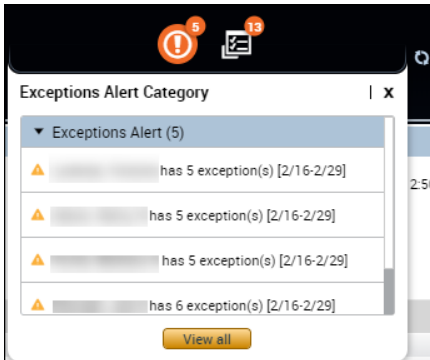 5
13
Exceptions Alert Category
x
Exceptions Alert (5)
has 5 exception(s) [2/16-2/29]
2:50
has 5 exception(s) [2/16-2/29]
has 5 exception(s) [2/16-2/29]
has 6 exception(s) [2/16-2/29]
View all